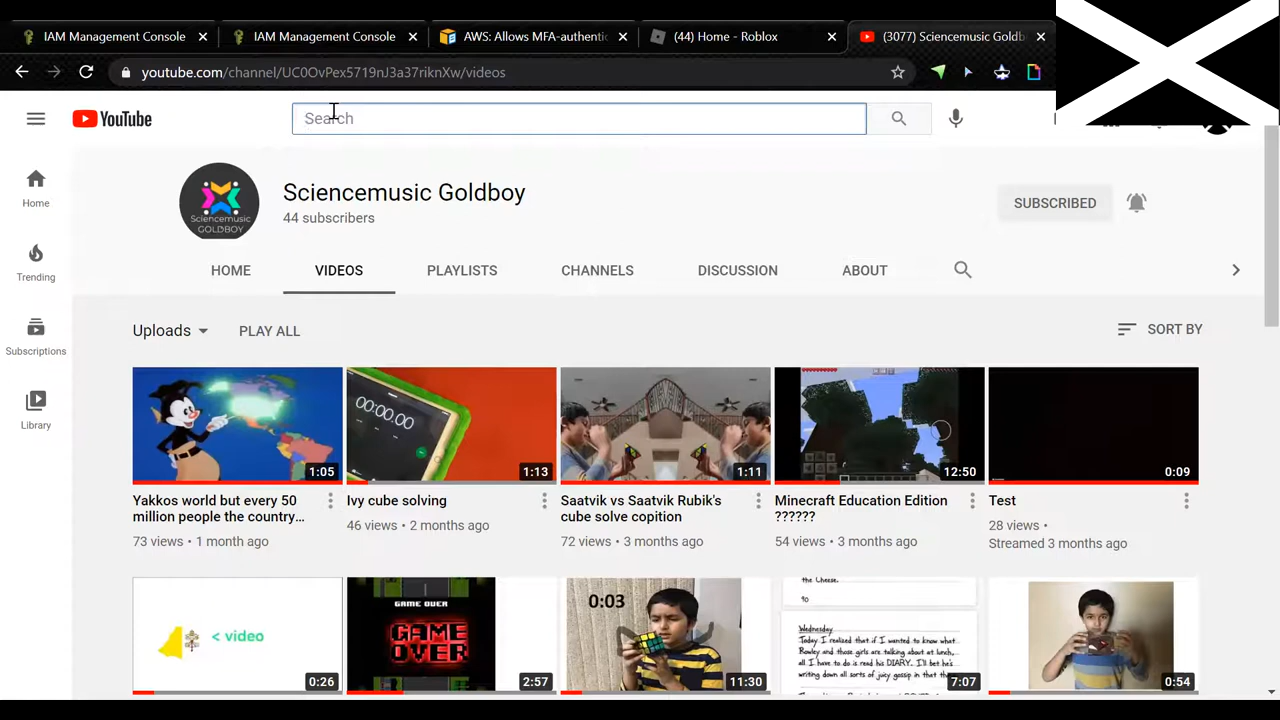 IAM Management Console
IAM Management Console
AWS: Allows MFA-authentic
(44) Home - Roblox
(3077) Sciencemusic Goldb
youtube.com/channel/UC0OvPex5719nJ3a37riknXw/videos
YouTube
Search
Home
Trending
Subscriptions
Library
Sciencemusic
GOLDBOY
Sciencemusic Goldboy
44 subscribers
SUBSCRIBED
HOME
VIDEOS
PLAYLISTS
CHANNELS
DISCUSSION
ABOUT
Uploads
PLAY ALL
SORT BY
1:05
Yakkos world but every 50
million people the country...
73 views • 1 month ago
00:00.00
1:13
Ivy cube solving
46 views • 2 months ago
1:11
Saatvik vs Saatvik Rubik's
cube solve copition
72 views • 3 months ago
12:50
Minecraft Education Edition
??????
54 views • 3 months ago
0:09
Test
28 views •
Streamed 3 months ago
< video
0:26
GAME OVER
GAME
OVER
2:57
0:03
11:30
the Cheese.
90
Wednesday
Today I realized that if I wanted to know what
Rowley and those girls are talking about at lunch,
all I have to do is read his DIARY. I'll bet he's
writing down all sorts of juicy gossip in that th
7:07
0:54